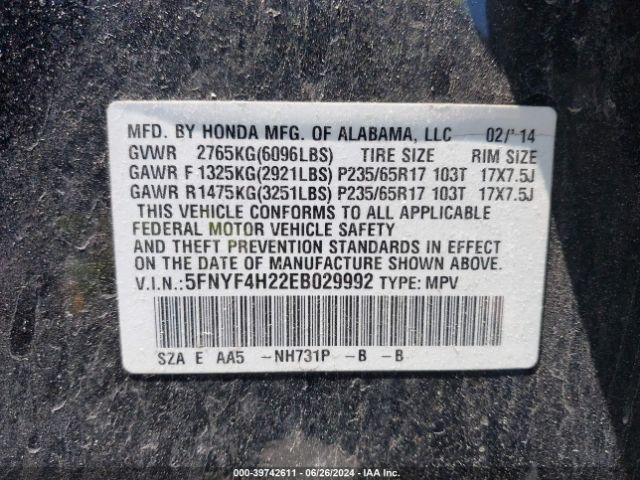 MFD. BY HONDA MFG. OF ALABAMA, LLC 02/'14
GVWR 2765KG(6096LBS) TIRE SIZE RIM SIZE
GAWR F 1325KG(2921LBS) P235/65R17 103T 17X7.5J
GAWR R1475KG(3251LBS) P235/65R17 103T 17X7.5J
THIS VEHICLE CONFORMS TO ALL APPLICABLE
FEDERAL MOTOR VEHICLE SAFETY
AND THEFT PREVENTION STANDARDS IN EFFECT
ON THE DATE OF MANUFACTURE SHOWN ABOVE.
V.I.N.:5FNYF4H22EB029992 TYPE: MPV
SZA E AA5 -NH731P -B -B
000-39742611 - 06/26/2024 - IAA Inc.